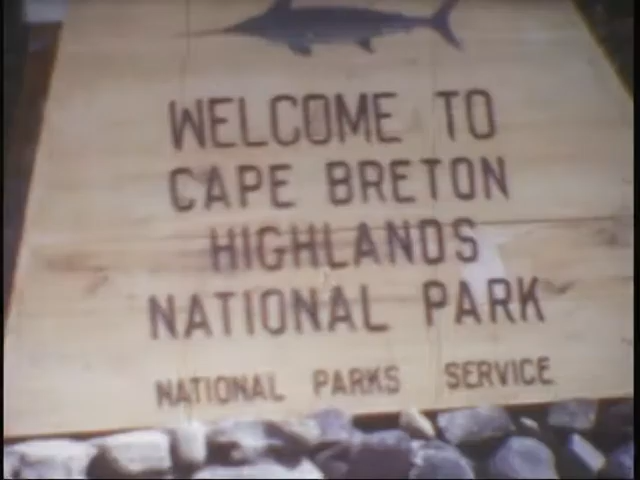 WELCOME TO
CAPE BRETON
HIGHLANDS
NATIONAL PARK
NATIONAL PARKS SERVICE